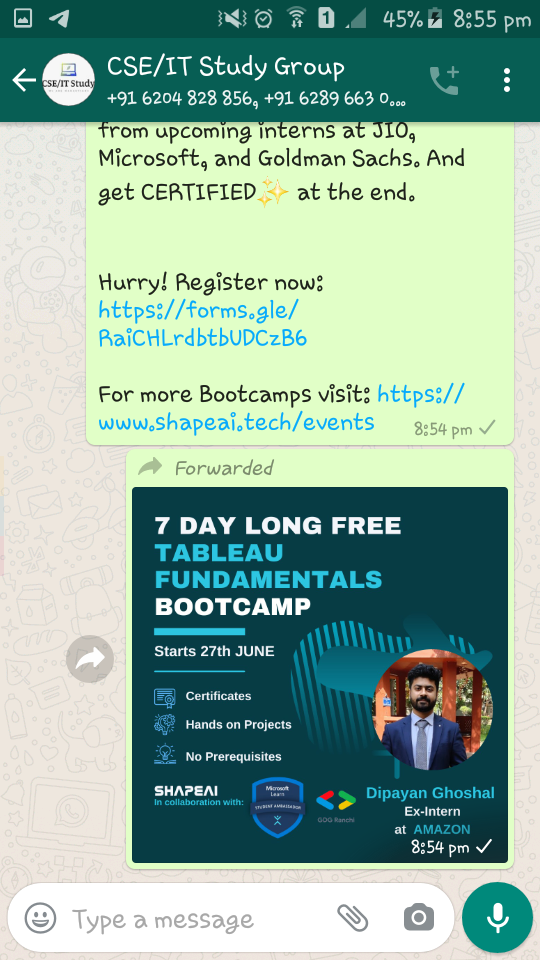 45% 8:55 pm
CSE/IT Study Group
CSE/IT Study
+91 6204 828 856, +91 6289 663 0...
from upcoming interns at JIO,
Microsoft, and Goldman Sachs. And
get CERTIFIED✨ at the end.
Hurry! Register now:
https://forms.gle/
RaiCHLrdbtbUDCzB6
For more Bootcamps visit: https://
www.shapeai.tech/events
8:54 pm
Forwarded
7 DAY LONG FREE
TABLEAU
FUNDAMENTALS
BOOTCAMP
Starts 27th JUNE
Certificates
Hands on Projects
No Prerequisites
SHAPEAI
In collaboration with:
Microsoft
Learn
STUDENT AMBASSADOR
GDG Ranchi
Dipayan Ghoshal
Ex-Intern
at AMAZON
8:54 pm
Type a message